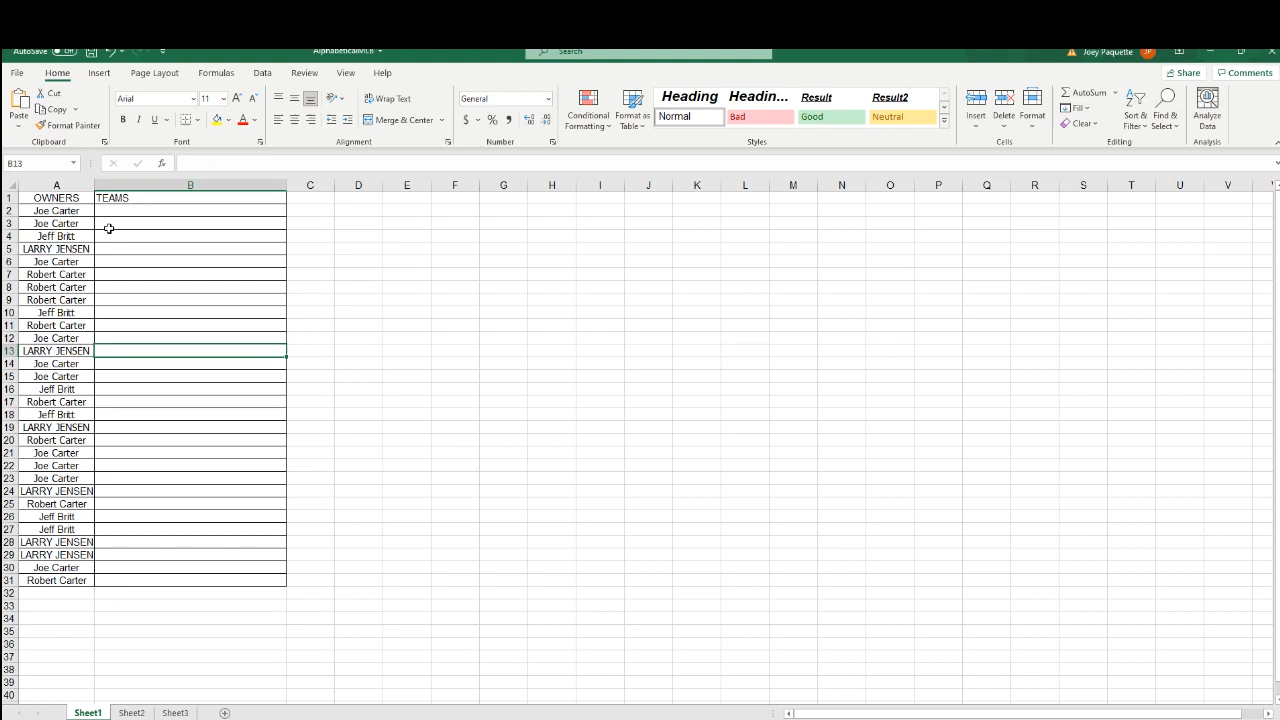 AutoSave Off AlphabeticalMLB Search Joey Paquette JP
File Home Insert Page Layout Formulas Data Review View Help Share Comments
Paste Cut Copy Format Painter Arial 11 Wrap Text General Conditional Formatting Format as Table Heading Headin... Result Result2 Insert Delete Format AutoSum Fill Clear Sort & Filter Find & Select Analyze Data
B I U A Merge & Center $ % Normal Bad Good Neutral
Clipboard Font Alignment Number Styles Cells Editing Analysis
B13 fx
A B C D E F G H I J K L M N O P Q R S T U V
1 OWNERS TEAMS
2 Joe Carter
3 Joe Carter
4 Jeff Britt
5 LARRY JENSEN
6 Joe Carter
7 Robert Carter
8 Robert Carter
9 Robert Carter
10 Jeff Britt
11 Robert Carter
12 Joe Carter
13 LARRY JENSEN
14 Joe Carter
15 Joe Carter
16 Jeff Britt
17 Robert Carter
18 Jeff Britt
19 LARRY JENSEN
20 Robert Carter
21 Joe Carter
22 Joe Carter
23 Joe Carter
24 LARRY JENSEN
25 Robert Carter
26 Jeff Britt
27 Jeff Britt
28 LARRY JENSEN
29 LARRY JENSEN
30 Joe Carter
31 Robert Carter
32
33
34
35
36
37
38
39
40
Sheet1 Sheet2 Sheet3